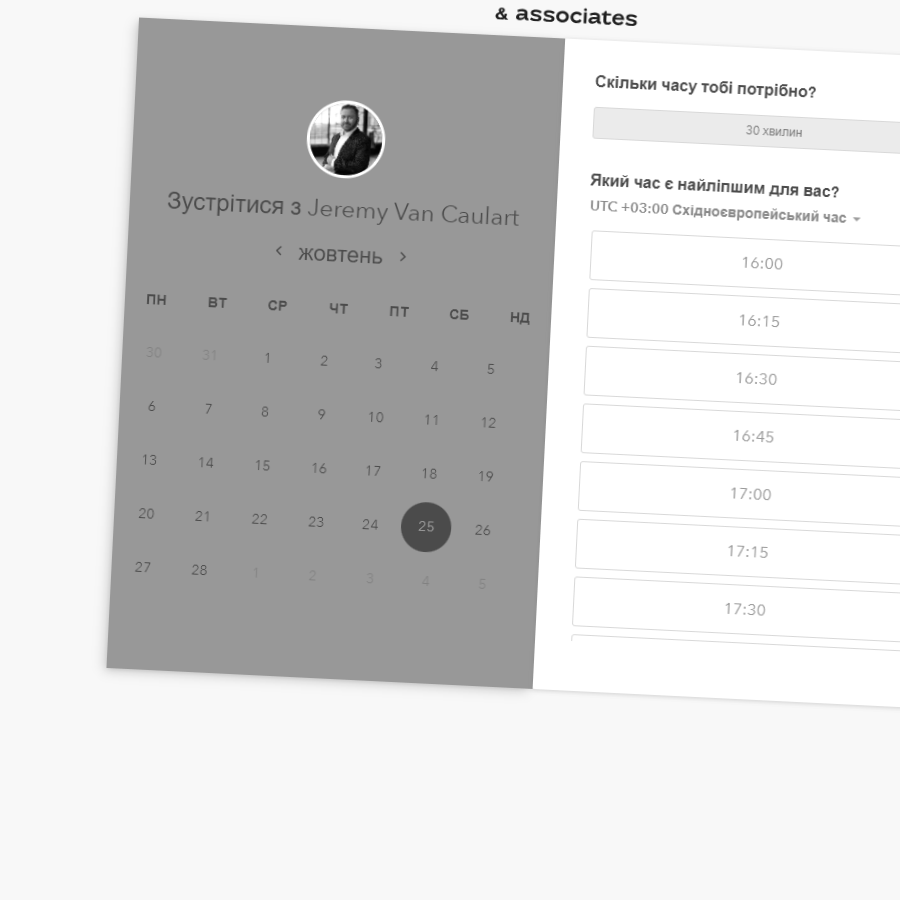 & associates
Зустрітися з Jeremy Van Caulart
жовтень
ПН ВТ СР ЧТ ПТ СБ НД
30 31 1 2 3 4 5
6 7 8 9 10 11 12
13 14 15 16 17 18 19
20 21 22 23 24 25 26
27 28 1 2 3 4 5
Скільки часу тобі потрібно?
30 хвилин
Який час є найліпшим для вас?
UTC +03:00 Східноєвропейський час
16:00
16:15
16:30
16:45
17:00
17:15
17:30